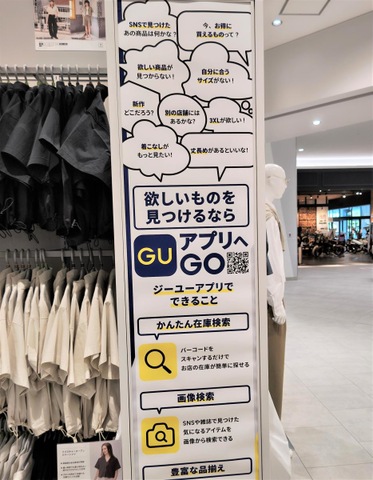 SNSで見つけた
あの商品は何かな？
今、お得に
買えるものって？
欲しい商品が
見つからない！
自分に合う
サイズがない！
新作
どこだろう？
別の店舗には
あるかな？
3XLが欲しい！
着こなしが
もっと見たい！
丈長めがあるといいな！
欲しいものを
見つけるなら
GU
アプリへ
GO
ジーユーアプリで
できること
かんたん在庫検索
バーコードを
スキャンするだけで
お店の在庫が簡単に探せる
画像検索
SNSや雑誌で見つけた
気になるアイテムを
画像から検索できる
豊富な品揃え